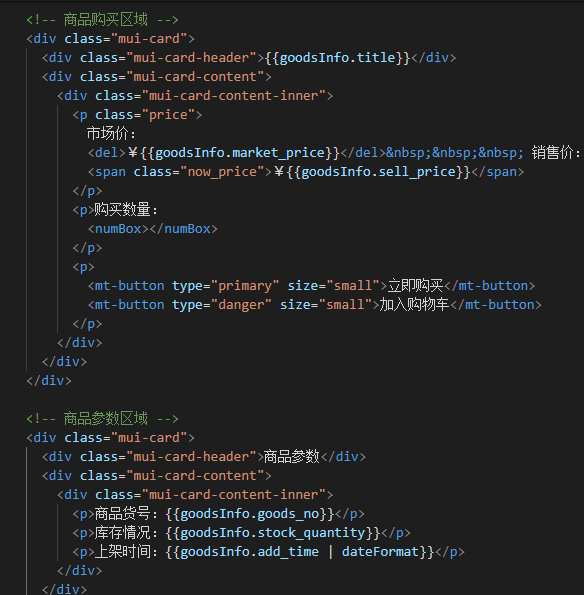 <!-- 商品购买区域 -->
<div class="mui-card">
<div class="mui-card-header">{{goodsInfo.title}}</div>
<div class="mui-card-content">
<div class="mui-card-content-inner">
<p class="price">
市场价：
<del>￥{{goodsInfo.market_price}}</del>&nbsp;&nbsp;&nbsp; 销售价：
<span class="now_price">￥{{goodsInfo.sell_price}}</span>
</p>
<p>购买数量：
<numBox></numBox>
</p>
<p>
<mt-button type="primary" size="small">立即购买</mt-button>
<mt-button type="danger" size="small">加入购物车</mt-button>
</p>
</div>
</div>
</div>
<!-- 商品参数区域 -->
<div class="mui-card">
<div class="mui-card-header">商品参数</div>
<div class="mui-card-content">
<div class="mui-card-content-inner">
<p>商品货号：{{goodsInfo.goods_no}}</p>
<p>库存情况：{{goodsInfo.stock_quantity}}</p>
<p>上架时间：{{goodsInfo.add_time | dateFormat}}</p>
</div>
</div>